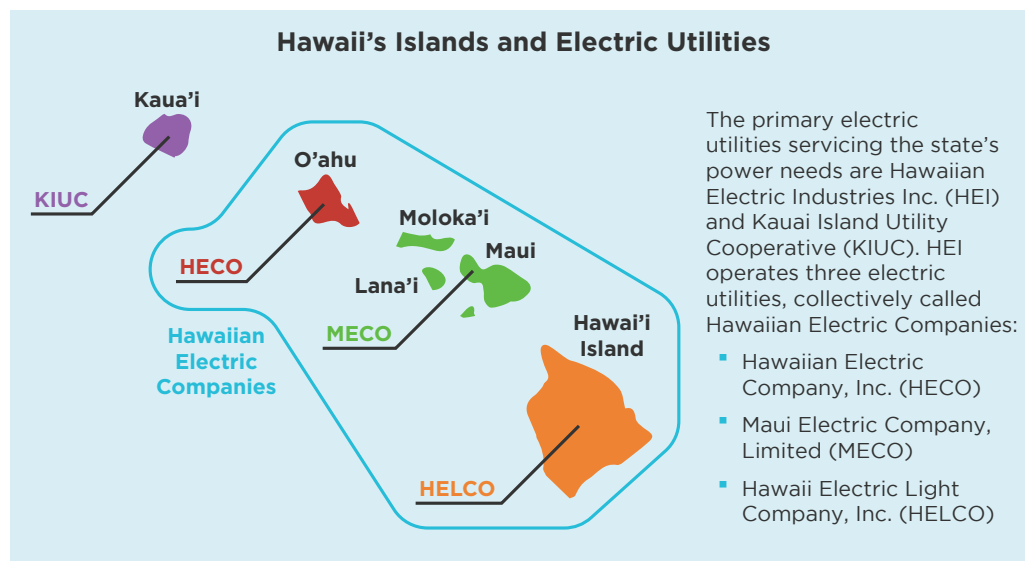 Hawaii's Islands and Electric Utilities
Kaua'i
KIUC
O'ahu
HECO
Moloka'i
Maui
Lana'i
MECO
Hawaiian
Electric
Companies
Hawai'i
Island
HELCO
The primary electric
utilities servicing the state's
power needs are Hawaiian
Electric Industries Inc. (HEI)
and Kauai Island Utility
Cooperative (KIUC). HEI
operates three electric
utilities, collectively called
Hawaiian Electric Companies:
▪ Hawaiian Electric
Company, Inc. (HECO)
▪ Maui Electric Company,
Limited (MECO)
▪ Hawaii Electric Light
Company, Inc. (HELCO)